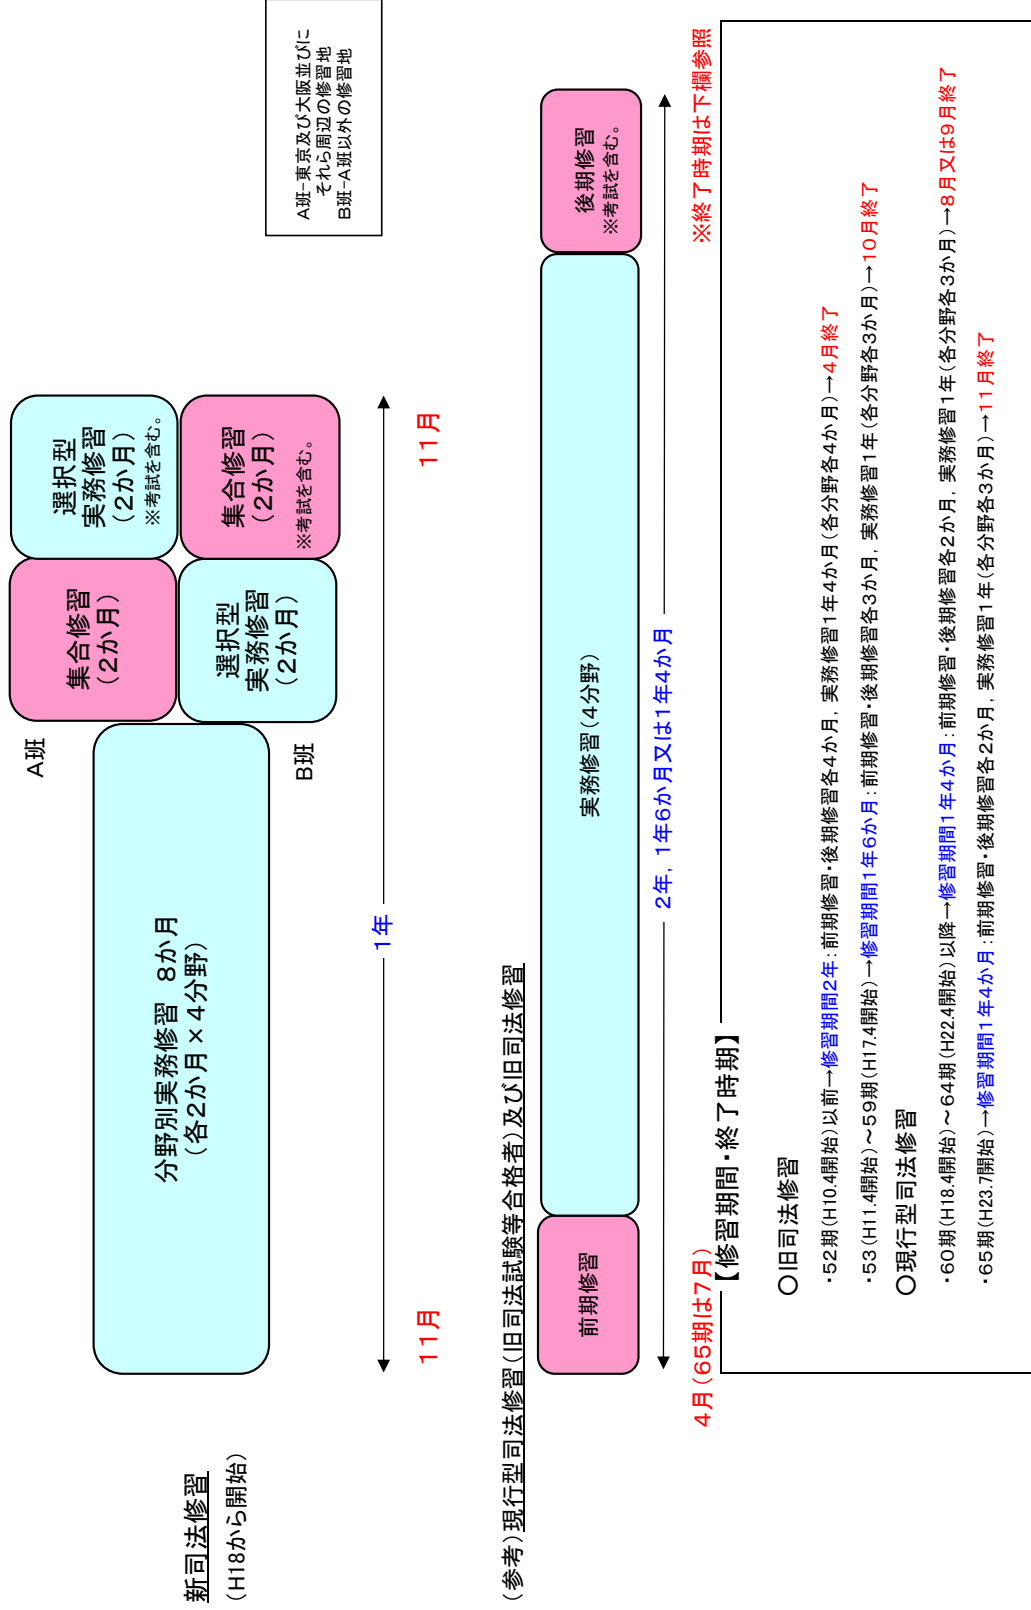 新司法修習
（H18から開始）
A班
集合修習
（2か月）
選択型
実務修習
（2か月）
※考試を含む。
分野別実務修習　8か月
（各2か月×4分野）
B班
選択型
実務修習
（2か月）
集合修習
（2か月）
※考試を含む。
A班－東京及び大阪並びに
それら周辺の修習地
B班－A班以外の修習地
1年
11月
11月
（参考）現行型司法修習（旧司法試験等合格者）及び旧司法修習
前期修習
実務修習（4分野）
後期修習
※考試を含む。
2年，1年6か月又は1年4か月
4月（65期は7月）
※終了時期は下欄参照
【修習期間・終了時期】
○旧司法修習
・52期（H10.4開始）以前→修習期間2年：前期修習・後期修習各4か月，実務修習1年4か月（各分野各4か月）→4月終了
・53（H11.4開始）～59期（H17.4開始）→修習期間1年6か月：前期修習・後期修習各3か月，実務修習1年（各分野各3か月）→10月終了
○現行型司法修習
・60期（H18.4開始）～64期（H22.4開始）以降→修習期間1年4か月：前期修習・後期修習各2か月，実務修習1年（各分野各3か月）→8月又は9月終了
・65期（H23.7開始）→修習期間1年4か月：前期修習・後期修習各2か月，実務修習1年（各分野各3か月）→11月終了